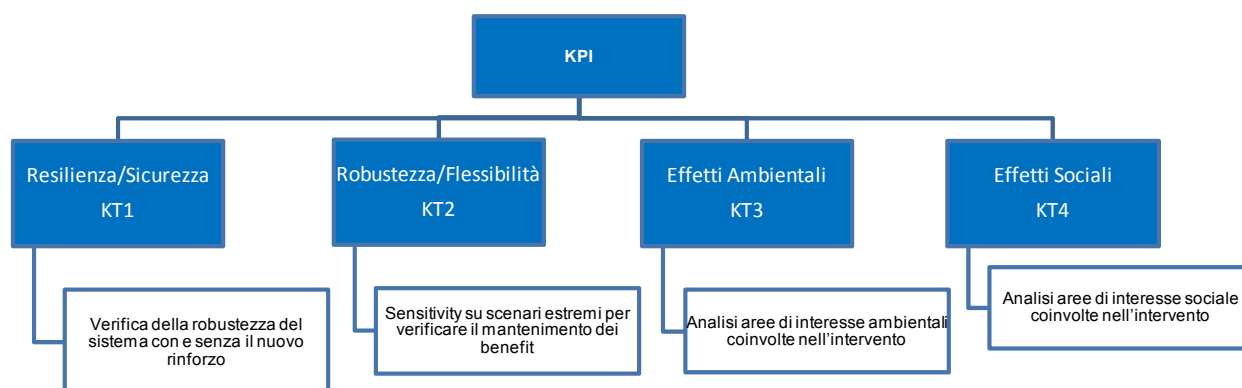 KPI
Resilienza/Sicurezza
KT1
Robustezza/Flessibilità
KT2
Effetti Ambientali
KT3
Effetti Sociali
KT4
Verifica della robustezza del
sistema con e senza il nuovo
rinforzo
Sensitivity su scenari estremi per
verificare il mantenimento dei
benefit
Analisi aree di interesse ambientali
coinvolte nell'intervento
Analisi aree di interesse sociale
coinvolte nell'intervento